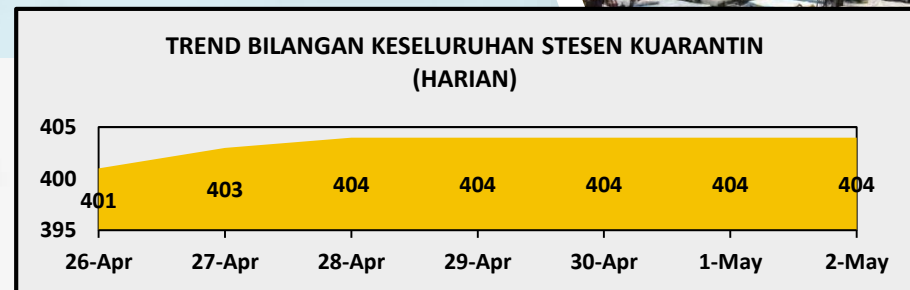 TREND BILANGAN KESELURUHAN STESEN KUARANTIN
(HARIAN)
405
400
395
401
403
404
404
404
404
404
26-Apr
27-Apr
28-Apr
29-Apr
30-Apr
1-May
2-May